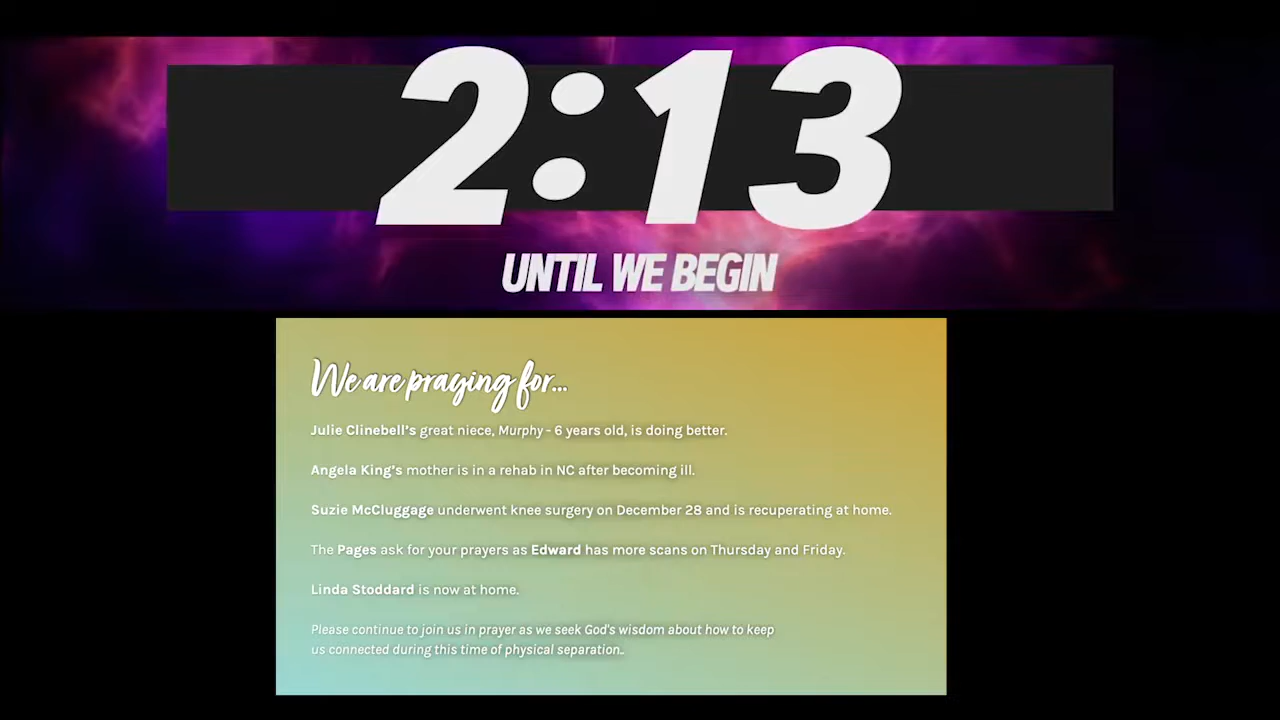 2:13
UNTIL WE BEGIN
We are praying for...
Julie Clinebell's great niece, Murphy - 6 years old, is doing better.
Angela King's mother is in a rehab in NC after becoming ill.
Suzie McCluggage underwent knee surgery on December 28 and is recuperating at home.
The Pages ask for your prayers as Edward has more scans on Thursday and Friday.
Linda Stoddard is now at home.
Please continue to join us in prayer as we seek God's wisdom about how to keep
us connected during this time of physical separation..